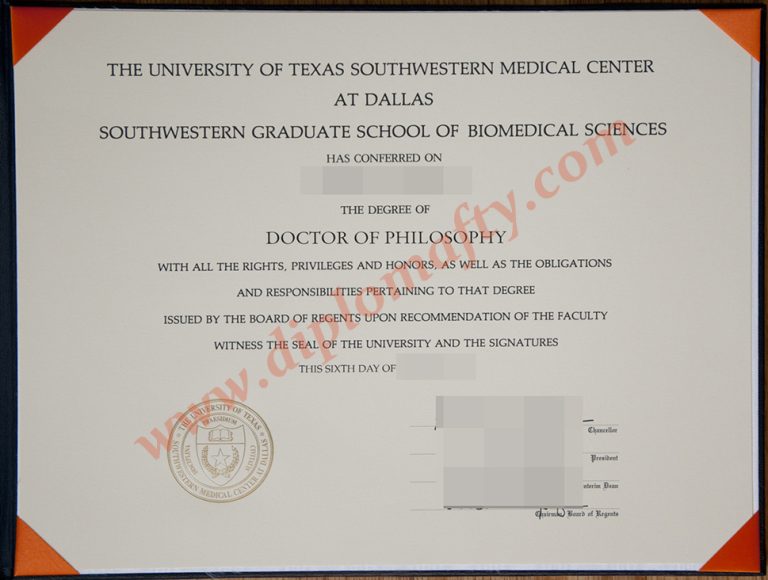 THE UNIVERSITY OF TEXAS SOUTHWESTERN MEDICAL CENTER
AT DALLAS
SOUTHWESTERN GRADUATE SCHOOL OF BIOMEDICAL SCIENCES
HAS CONFERRED ON
THE DEGREE OF
DOCTOR OF PHILOSOPHY
WITH ALL THE RIGHTS, PRIVILEGES AND HONORS, AS WELL AS THE OBLIGATIONS
AND RESPONSIBILITIES PERTAINING TO THAT DEGREE
ISSUED BY THE BOARD OF REGENTS UPON RECOMMENDATION OF THE FACULTY
WITNESS THE SEAL OF THE UNIVERSITY AND THE SIGNATURES
THIS SIXTH DAY OF
www.diplomafty.com
THE UNIVERSITY OF TEXAS
SOUTHWESTERN MEDICAL CENTER AT DALLAS
PRAESIDIUM
DISCIPLINA
CIVITATIS
Chancellor
President
Interim Dean
Chairman Board of Regents